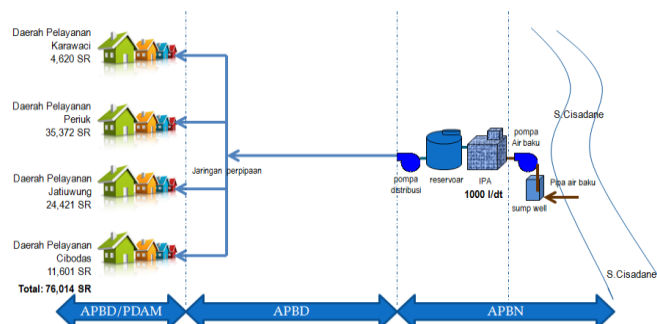 Daerah Pelayanan
Karawaci
4,620 SR
Daerah Pelayanan
Periuk
35,372 SR
Daerah Pelayanan
Jatiuwung
24,421 SR
Daerah Pelayanan
Cibodas
11,601 SR
Total: 76,014 SR
Jaringan perpipaan
pompa
distribusi
reservoar
IPA
1000 l/dt
pompa
Air baku
sump well
Pipa air baku
S.Cisadane
S.Cisadane
APBD/PDAM
APBD
APBN